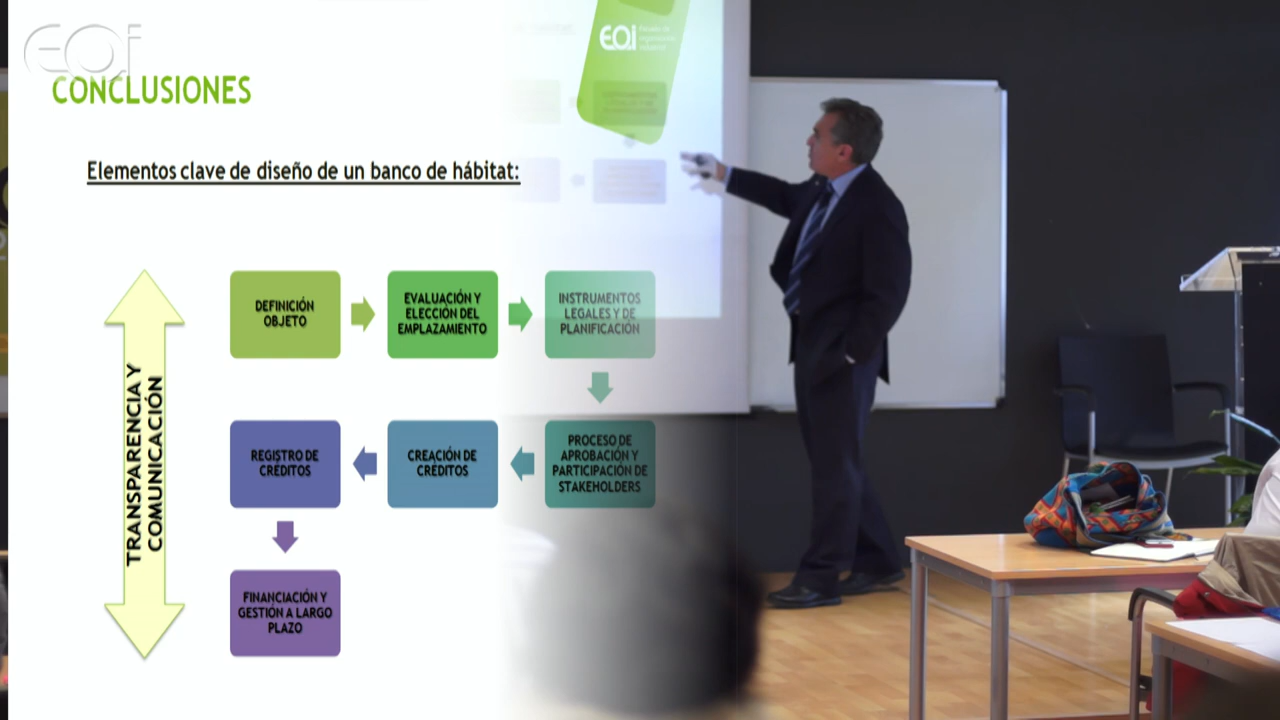 EOI
CONCLUSIONES
EOI
Elementos clave de diseño de un banco de hábitat:
TRANSPARENCIA Y
COMUNICACIÓN
DEFINICIÓN
OBJETO
EVALUACIÓN Y
ELECCIÓN DEL
EMPLAZAMIENTO
INSTRUMENTOS
LEGALES Y DE
PLANIFICACIÓN
PROCESO DE
APROBACIÓN Y
PARTICIPACIÓN DE
STAKEHOLDERS
CREACIÓN DE
CRÉDITOS
REGISTRO DE
CRÉDITOS
FINANCIACIÓN Y
GESTIÓN A LARGO
PLAZO